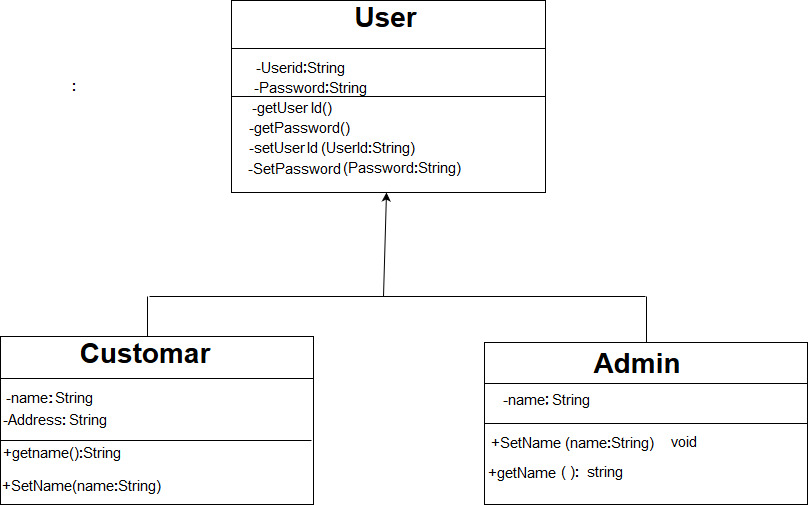 User
-Userid:String
:
-Password:String
-getUser Id()
-getPassword()
-setUser Id (UserId:String)
-SetPassword (Password:String)
Customar
-name: String
-Address: String
+getname():String
+SetName(name:String)
Admin
-name: String
+SetName (name:String) void
+getName ( ): string